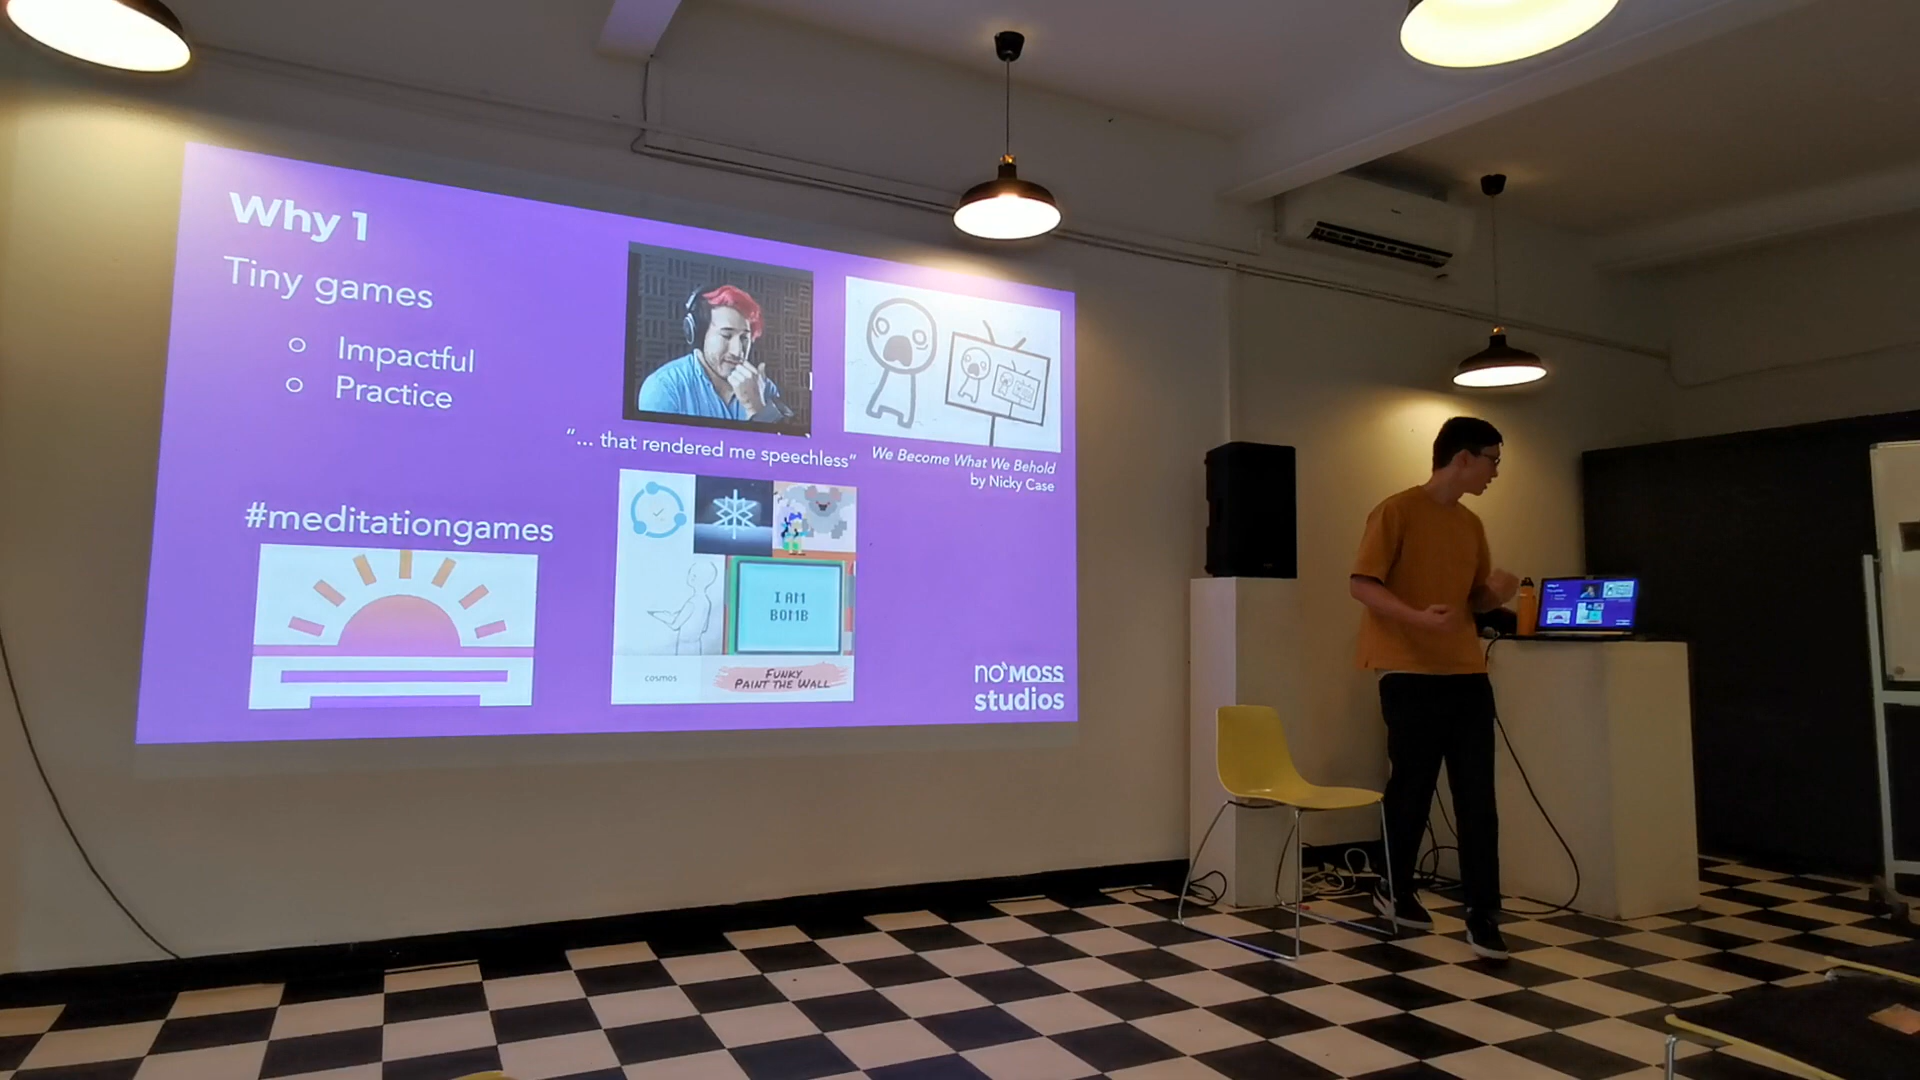 Why 1
Tiny games
Impactful
Practice
"... that rendered me speechless"
We Become What We Behold
by Nicky Case
#meditationgames
I AM
BOMB
cosmos
FUNKY
PAINT THE WALL
no moss
studios